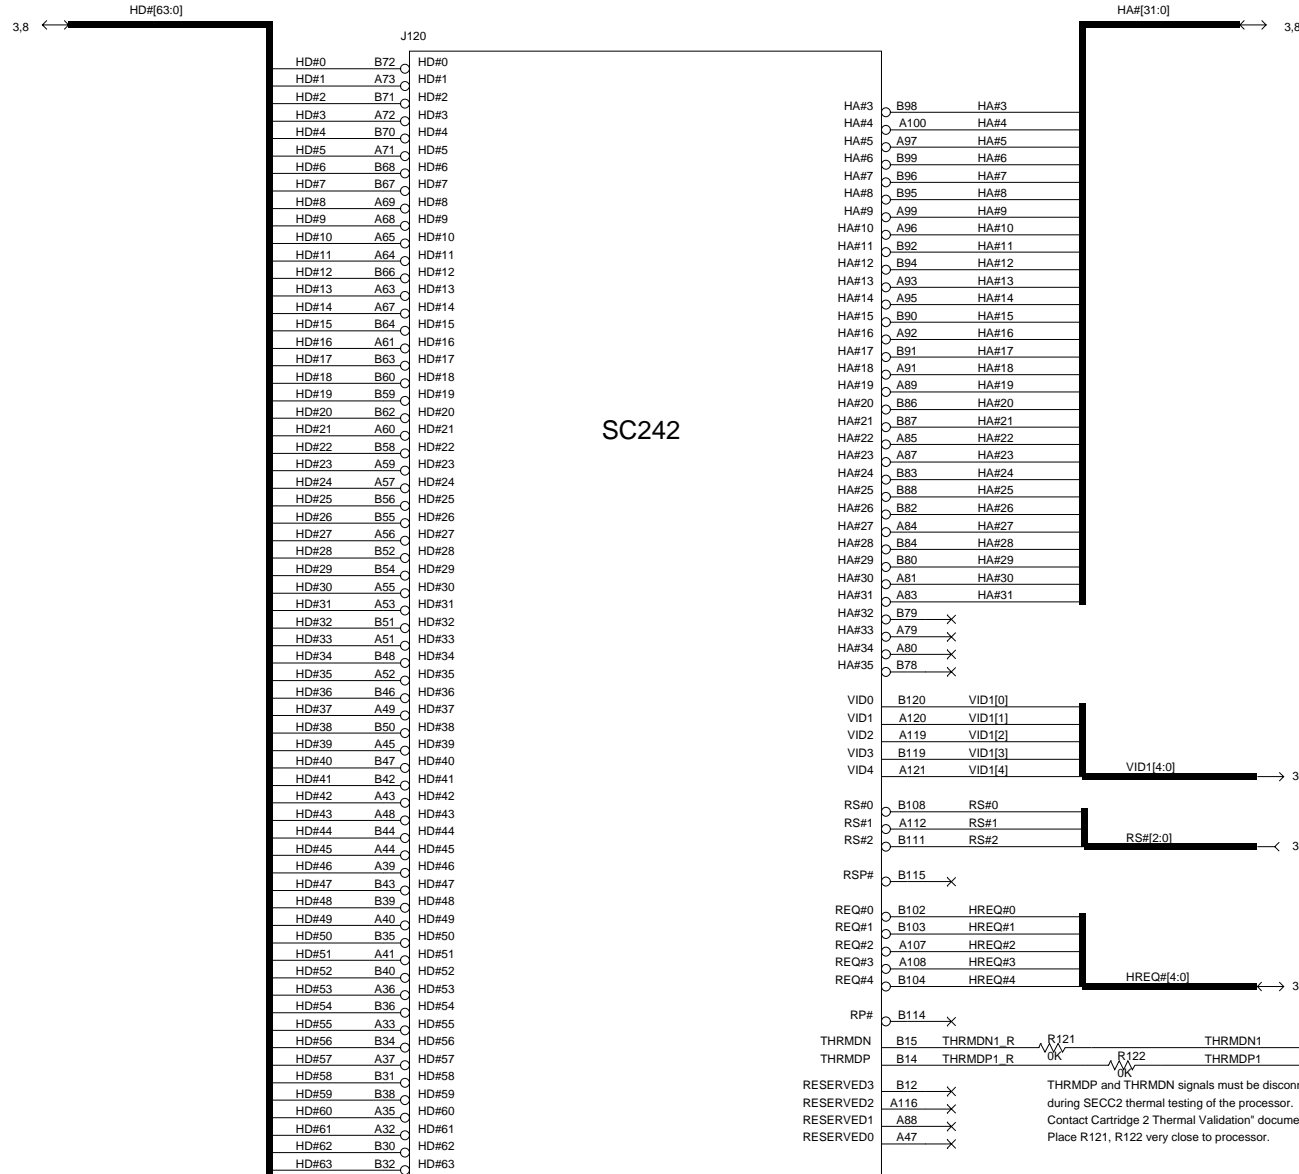 HD#[63:0]
HA#[31:0]
3,8
3,8
J120
SC242
HD#0 B72 HD#0
HD#1 A73 HD#1
HD#2 B71 HD#2
HD#3 A72 HD#3
HD#4 B70 HD#4
HD#5 A71 HD#5
HD#6 B68 HD#6
HD#7 B67 HD#7
HD#8 A69 HD#8
HD#9 A68 HD#9
HD#10 A65 HD#10
HD#11 A64 HD#11
HD#12 B66 HD#12
HD#13 A63 HD#13
HD#14 A67 HD#14
HD#15 B64 HD#15
HD#16 A61 HD#16
HD#17 B63 HD#17
HD#18 B60 HD#18
HD#19 B59 HD#19
HD#20 B62 HD#20
HD#21 A60 HD#21
HD#22 B58 HD#22
HD#23 A59 HD#23
HD#24 A57 HD#24
HD#25 B56 HD#25
HD#26 B55 HD#26
HD#27 A56 HD#27
HD#28 B52 HD#28
HD#29 B54 HD#29
HD#30 A55 HD#30
HD#31 A53 HD#31
HD#32 B51 HD#32
HD#33 A51 HD#33
HD#34 B48 HD#34
HD#35 A52 HD#35
HD#36 B46 HD#36
HD#37 A49 HD#37
HD#38 B50 HD#38
HD#39 A45 HD#39
HD#40 B47 HD#40
HD#41 B42 HD#41
HD#42 A43 HD#42
HD#43 A48 HD#43
HD#44 B44 HD#44
HD#45 A44 HD#45
HD#46 A39 HD#46
HD#47 B43 HD#47
HD#48 B39 HD#48
HD#49 A40 HD#49
HD#50 B35 HD#50
HD#51 A41 HD#51
HD#52 B40 HD#52
HD#53 A36 HD#53
HD#54 B36 HD#54
HD#55 A33 HD#55
HD#56 B34 HD#56
HD#57 A37 HD#57
HD#58 B31 HD#58
HD#59 B38 HD#59
HD#60 A35 HD#60
HD#61 A32 HD#61
HD#62 B30 HD#62
HD#63 B32 HD#63
HA#3 B98 HA#3
HA#4 A100 HA#4
HA#5 A97 HA#5
HA#6 B99 HA#6
HA#7 B96 HA#7
HA#8 B95 HA#8
HA#9 A99 HA#9
HA#10 A96 HA#10
HA#11 B92 HA#11
HA#12 B94 HA#12
HA#13 A93 HA#13
HA#14 A95 HA#14
HA#15 B90 HA#15
HA#16 A92 HA#16
HA#17 B91 HA#17
HA#18 A91 HA#18
HA#19 A89 HA#19
HA#20 B86 HA#20
HA#21 B87 HA#21
HA#22 A85 HA#22
HA#23 A87 HA#23
HA#24 B83 HA#24
HA#25 B88 HA#25
HA#26 B82 HA#26
HA#27 A84 HA#27
HA#28 B84 HA#28
HA#29 B80 HA#29
HA#30 A81 HA#30
HA#31 A83 HA#31
HA#32 B79
HA#33 A79
HA#34 A80
HA#35 B78
VID0 B120 VID1[0]
VID1 A120 VID1[1]
VID2 A119 VID1[2]
VID3 B119 VID1[3]
VID4 A121 VID1[4]
VID1[4:0] 3
RS#0 B108 RS#0
RS#1 A112 RS#1
RS#2 B111 RS#2
RS#[2:0] 3
RSP# B115
REQ#0 B102 HREQ#0
REQ#1 B103 HREQ#1
REQ#2 A107 HREQ#2
REQ#3 A108 HREQ#3
REQ#4 B104 HREQ#4
HREQ#[4:0] 3
RP# B114
THRMDN B15 THRMDN1_R R121 0K THRMDN1
THRMDP B14 THRMDP1_R R122 0K THRMDP1
RESERVED3 B12
RESERVED2 A116
RESERVED1 A88
RESERVED0 A47
THRMDP and THRMDN signals must be discon
during SECC2 thermal testing of the processor.
Contact Cartridge 2 Thermal Validation" docume
Place R121, R122 very close to processor.